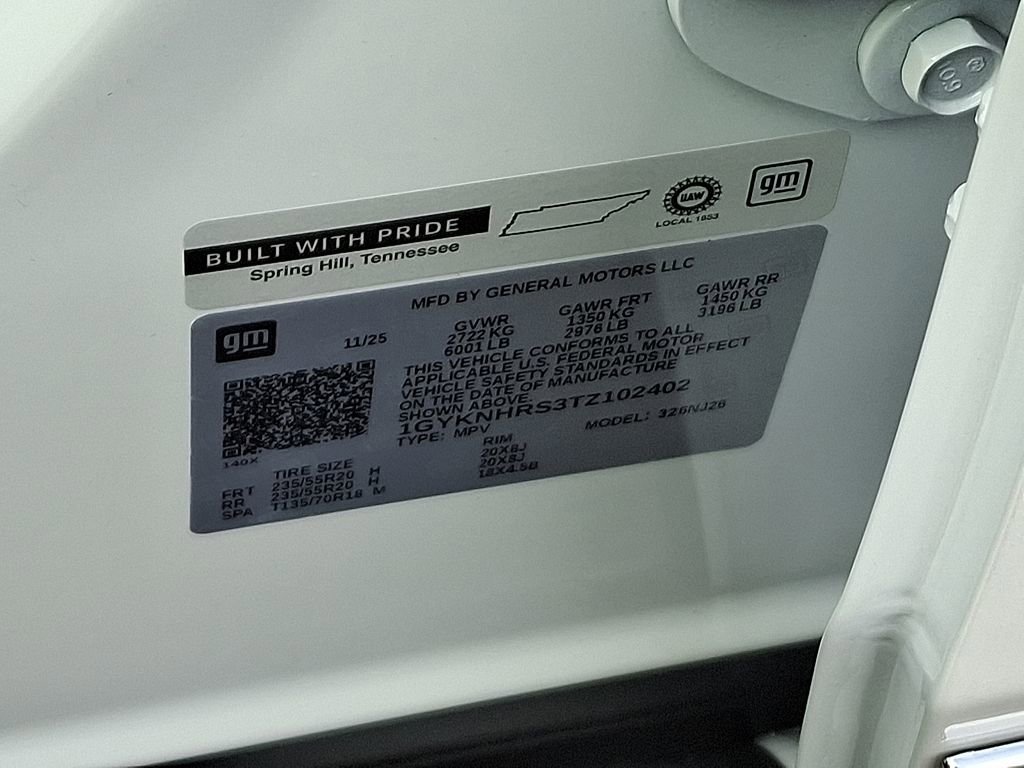 10.9
BUILT WITH PRIDE
Spring Hill, Tennessee
UAW
LOCAL 1853
gm
MFD BY GENERAL MOTORS LLC
gm
11/25
GVWR GAWR FRT GAWR RR
2722 KG 1350 KG 1450 KG
6001 LB 2976 LB 3196 LB
THIS VEHICLE CONFORMS TO ALL
APPLICABLE U.S. FEDERAL MOTOR
VEHICLE SAFETY STANDARDS IN EFFECT
ON THE DATE OF MANUFACTURE
SHOWN ABOVE.
1GYKNHRS3TZ102402
TYPE: MPV MODEL: 326NJ26
140X
TIRE SIZE RIM
FRT 235/55R20 H 20X8J
RR 235/55R20 H 20X8J
SPA T135/70R18 M 18X4.5B